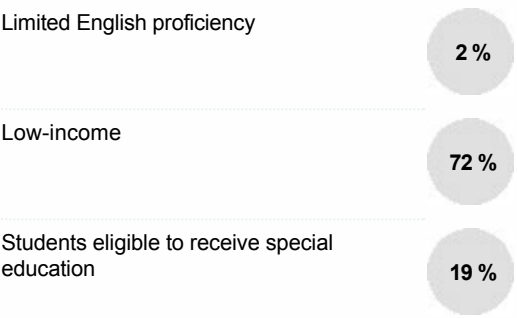 Limited English proficiency
2 %
Low-income
72 %
Students eligible to receive special
education
19 %